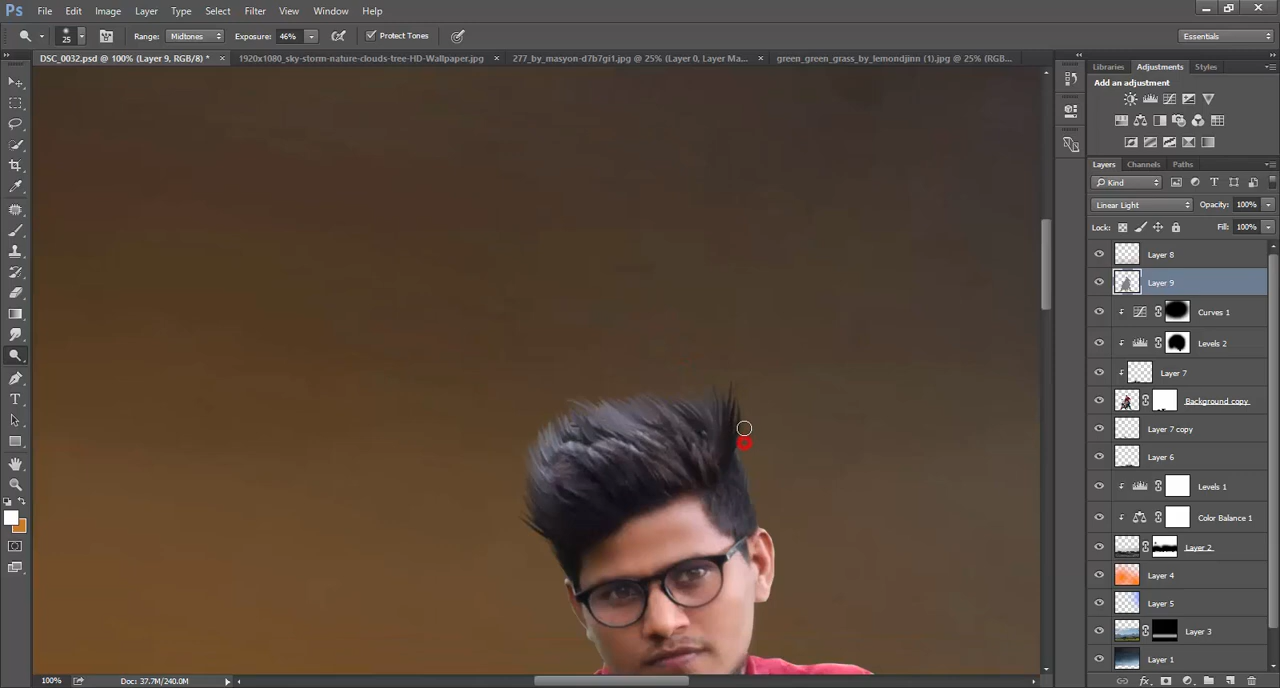 Ps File Edit Image Layer Type Select Filter View Window Help
25 Range: Midtones Exposure: 46% Protect Tones Essentials
DSC_0032.psd @ 100% (Layer 9, RGB/8) * × 1920x1080_sky-storm-nature-clouds-tree-HD-Wallpaper.jpg × 277_by_masyon-d7b7gi1.jpg @ 25% (Layer 0, Layer Ma... × green_green_grass_by_lemondjinn (1).jpg @ 25% (RGB...
Libraries Adjustments Styles
Add an adjustment
Layers Channels Paths
Kind
Linear Light Opacity: 100%
Lock: Fill: 100%
Layer 8
Layer 9
Curves 1
Levels 2
Layer 7
Background copy
Layer 7 copy
Layer 6
Levels 1
Color Balance 1
Layer 2
Layer 4
Layer 5
Layer 3
Layer 1
100% Doc: 37.7M/240.0M
fx